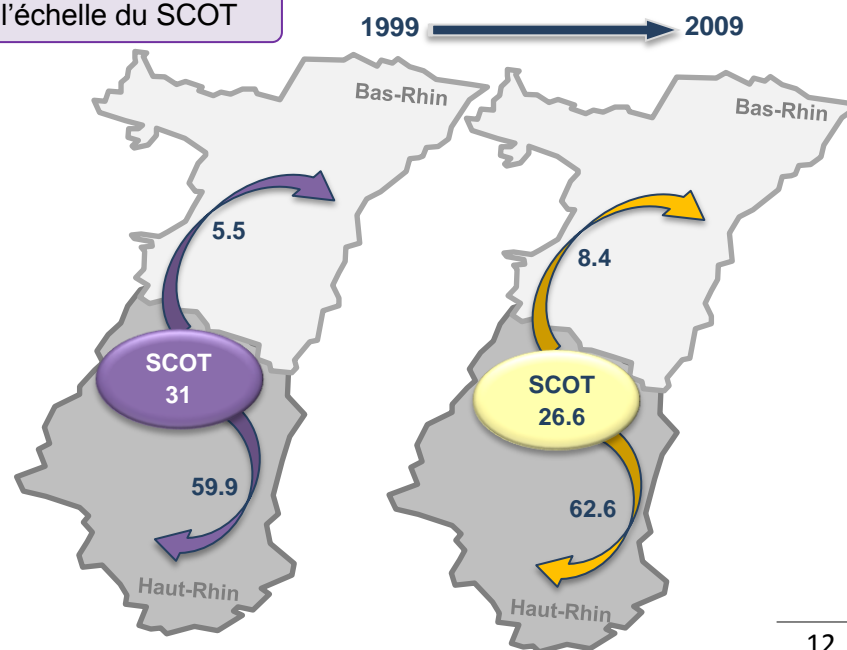 l'échelle du SCOT
1999
2009
Bas-Rhin
5.5
SCOT
31
59.9
Haut-Rhin
Bas-Rhin
8.4
SCOT
26.6
62.6
Haut-Rhin
12